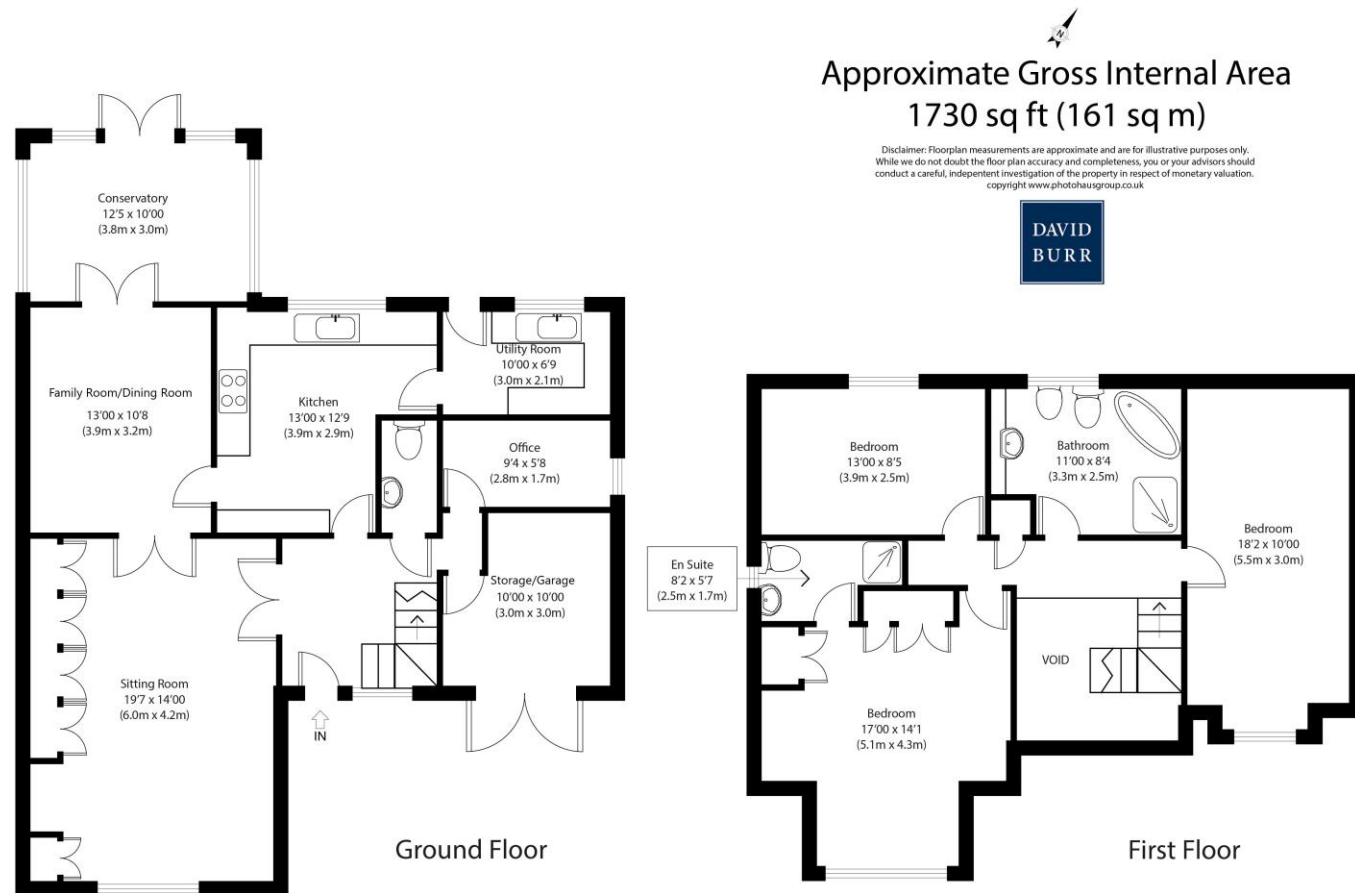 N
Approximate Gross Internal Area
1730 sq ft (161 sq m)
Disclaimer: Floorplan measurements are approximate and are for illustrative purposes only.
While we do not doubt the floor plan accuracy and completeness, you or your advisors should
conduct a careful, indepentent investigation of the property in respect of monetary valuation.
copyright www.photohausgroup.co.uk
DAVID
BURR
Conservatory
12'5 x 10'00
(3.8m x 3.0m)
Family Room/Dining Room
13'00 x 10'8
(3.9m x 3.2m)
Kitchen
13'00 x 12'9
(3.9m x 2.9m)
Utility Room
10'00 x 6'9
(3.0m x 2.1m)
Office
9'4 x 5'8
(2.8m x 1.7m)
Storage/Garage
10'00 x 10'00
(3.0m x 3.0m)
Sitting Room
19'7 x 14'00
(6.0m x 4.2m)
IN
Ground Floor
Bedroom
13'00 x 8'5
(3.9m x 2.5m)
Bathroom
11'00 x 8'4
(3.3m x 2.5m)
Bedroom
18'2 x 10'00
(5.5m x 3.0m)
En Suite
8'2 x 5'7
(2.5m x 1.7m)
VOID
Bedroom
17'00 x 14'1
(5.1m x 4.3m)
First Floor